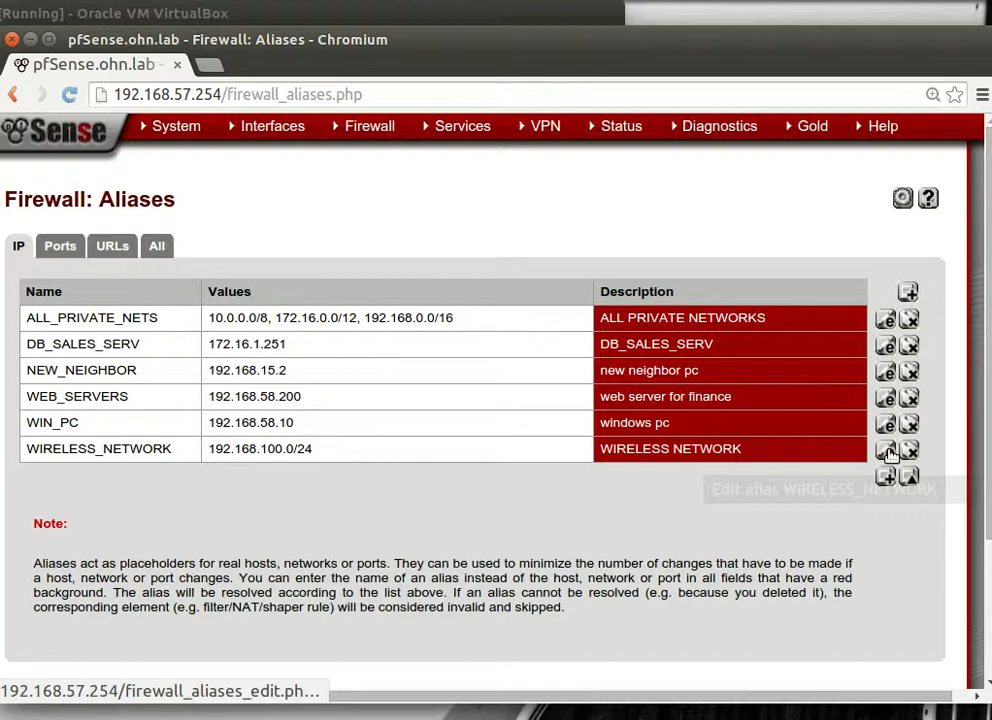 [Running] - Oracle VM VirtualBox
pfSense.ohn.lab - Firewall: Aliases - Chromium
pfSense.ohn.lab - ×
192.168.57.254/firewall_aliases.php
Sense System Interfaces Firewall Services VPN Status Diagnostics Gold Help
Firewall: Aliases
?
IP Ports URLs All
Name Values Description
ALL_PRIVATE_NETS 10.0.0.0/8, 172.16.0.0/12, 192.168.0.0/16 ALL PRIVATE NETWORKS
DB_SALES_SERV 172.16.1.251 DB_SALES_SERV
NEW_NEIGHBOR 192.168.15.2 new neighbor pc
WEB_SERVERS 192.168.58.200 web server for finance
WIN_PC 192.168.58.10 windows pc
WIRELESS_NETWORK 192.168.100.0/24 WIRELESS NETWORK
Edit alias WIRELESS_NETWORK
Note:
Aliases act as placeholders for real hosts, networks or ports. They can be used to minimize the number of changes that have to be made if
a host, network or port changes. You can enter the name of an alias instead of the host, network or port in all fields that have a red
background. The alias will be resolved according to the list above. If an alias cannot be resolved (e.g. because you deleted it), the
corresponding element (e.g. filter/NAT/shaper rule) will be considered invalid and skipped.
192.168.57.254/firewall_aliases_edit.ph...